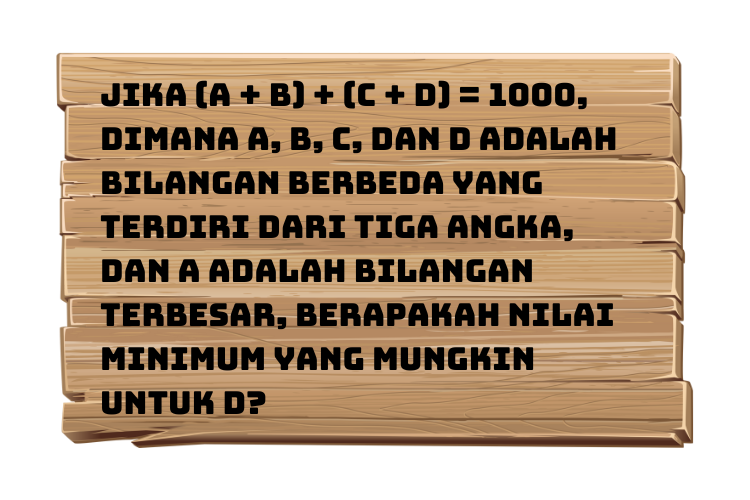 JIKA (A + B) + (C + D) = 1000,
DIMANA A, B, C, DAN D ADALAH
BILANGAN BERBEDA YANG
TERDIRI DARI TIGA ANGKA,
DAN A ADALAH BILANGAN
TERBESAR, BERAPAKAH NILAI
MINIMUM YANG MUNGKIN
UNTUK D?